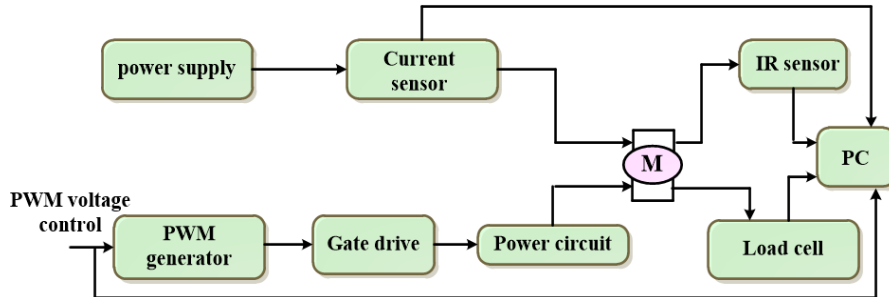 power supply
Current
sensor
IR sensor
M
PC
PWM voltage
control
PWM
generator
Gate drive
Power circuit
Load cell